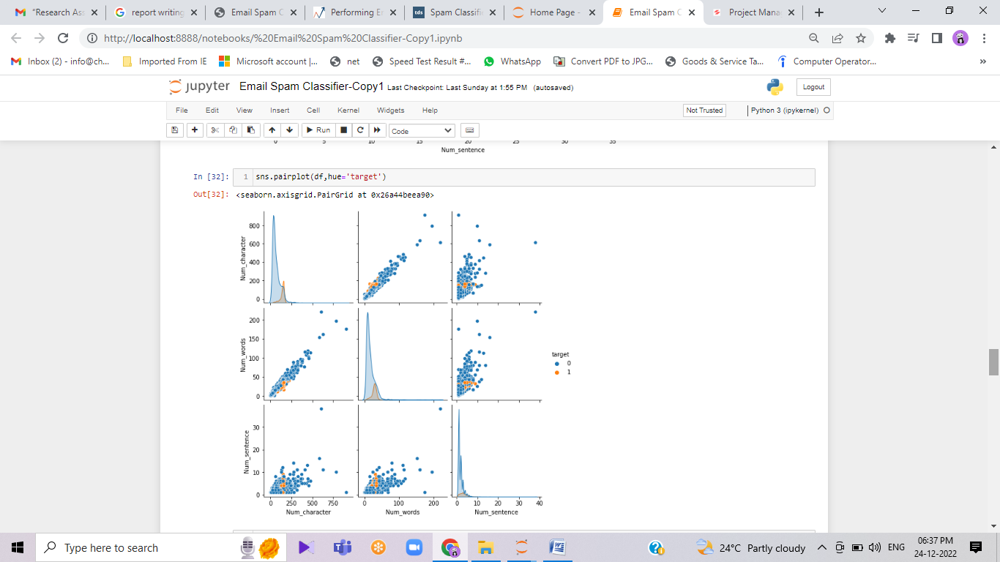 "Research Ass
report writing
Email Spam C
Performing E
tds
Spam Classifi
Home Page -
Email Spam C
Project Mana
http://localhost:8888/notebooks/%20Email%20Spam%20Classifier-Copy1.ipynb
Inbox (2) - info@ch...
Imported From IE
Microsoft account |...
net
Speed Test Result #...
WhatsApp
Convert PDF to JPG...
Goods & Service Ta...
Computer Operator...
»
jupyter Email Spam Classifier-Copy1 Last Checkpoint: Last Sunday at 1:55 PM (autosaved)
Logout
File Edit View Insert Cell Kernel Widgets Help
Not Trusted
Python 3 (ipykernel)
Run
Code
0 5 10 15 20 25 30 35
Num_sentence
In [32]: 1 sns.pairplot(df,hue='target')
Out[32]: <seaborn.axisgrid.PairGrid at 0x26a44beea90>
Num_character
800
600
400
200
0
Num_words
200
150
100
50
0
target
0
1
Num_sentence
30
20
10
0
0 250 500 750 0 100 200 0 10 20 30 40
Num_character Num_words Num_sentence
Type here to search
24°C Partly cloudy
ENG
06:37 PM
24-12-2022